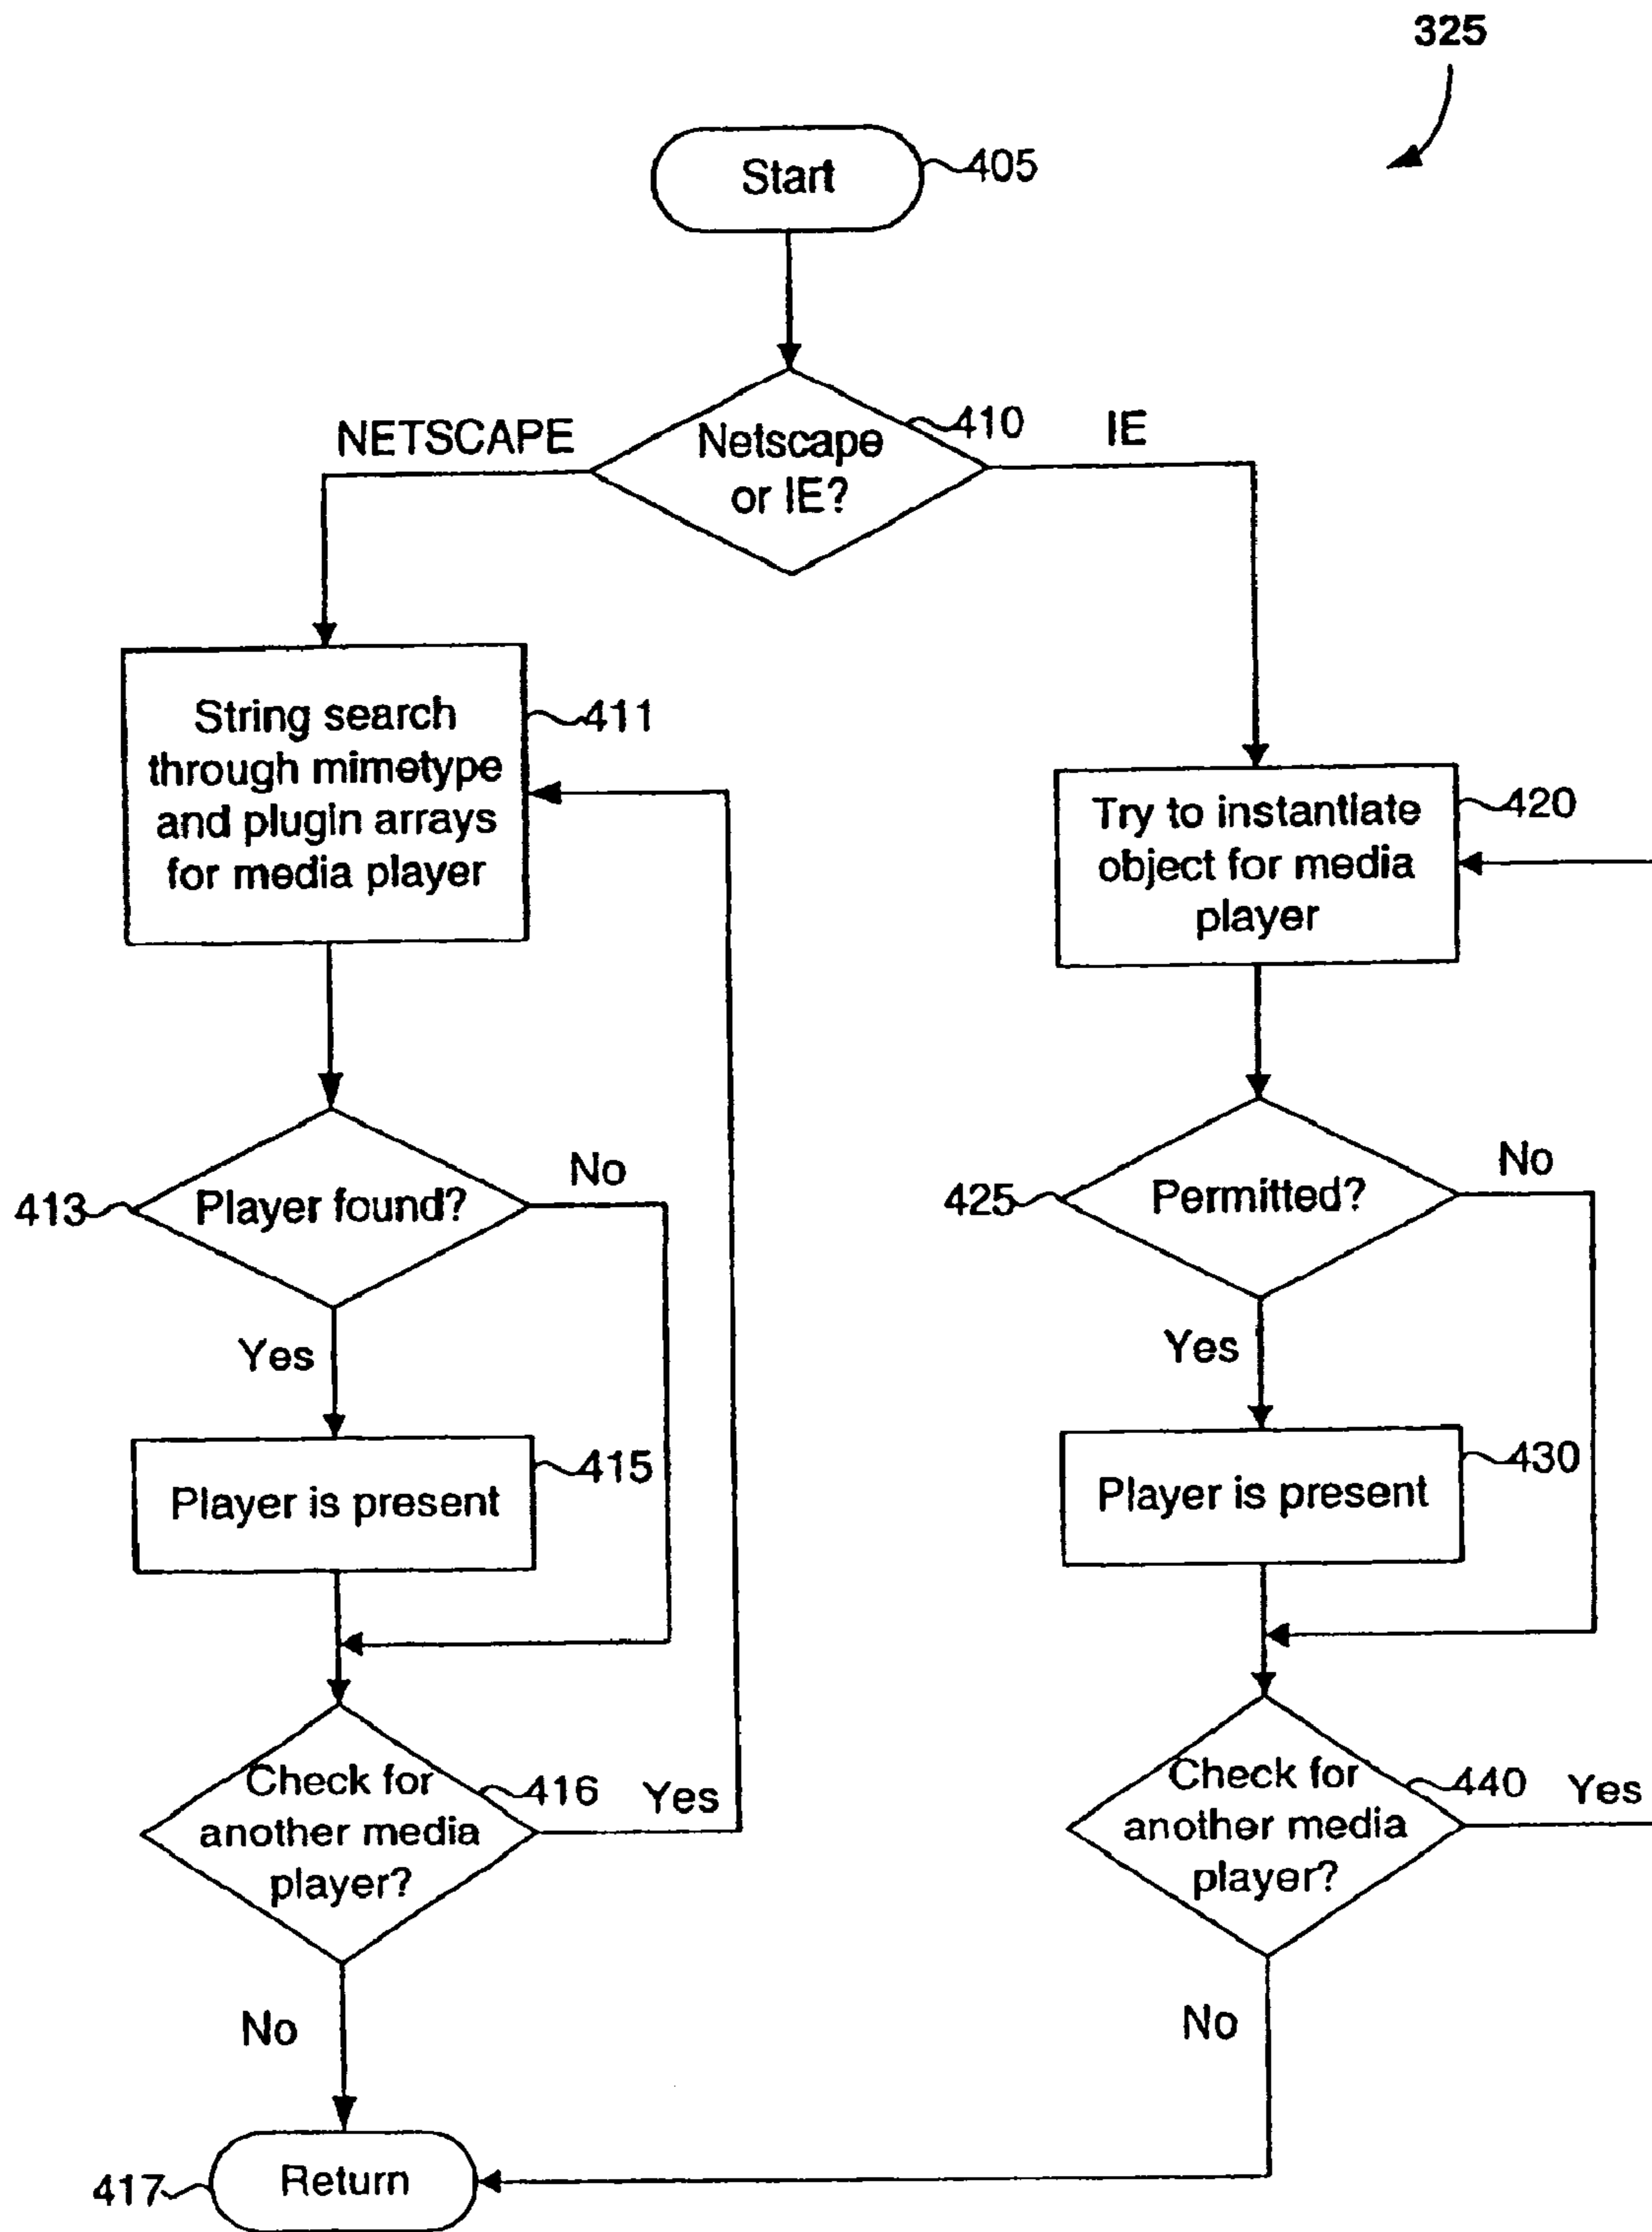 325
Start
405
NETSCAPE
Netscape
or IE?
410
IE
String search
through mimetype
and plugin arrays
for media player
411
Try to instantiate
object for media
player
420
413
Player found?
No
425
Permitted?
No
Yes
Yes
Player is present
415
Player is present
430
Check for
another media
player?
416
Yes
Check for
another media
player?
440
Yes
No
No
417
Return